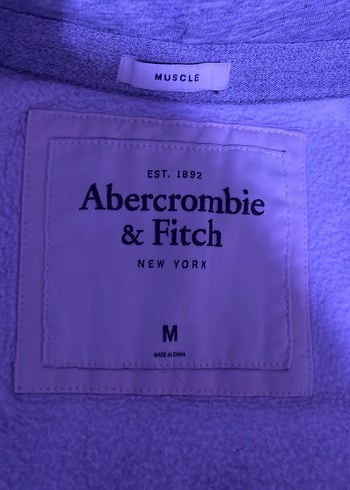 MUSCLE
EST. 1892
Abercrombie
& Fitch
NEW YORK
M
MADE IN CHINA